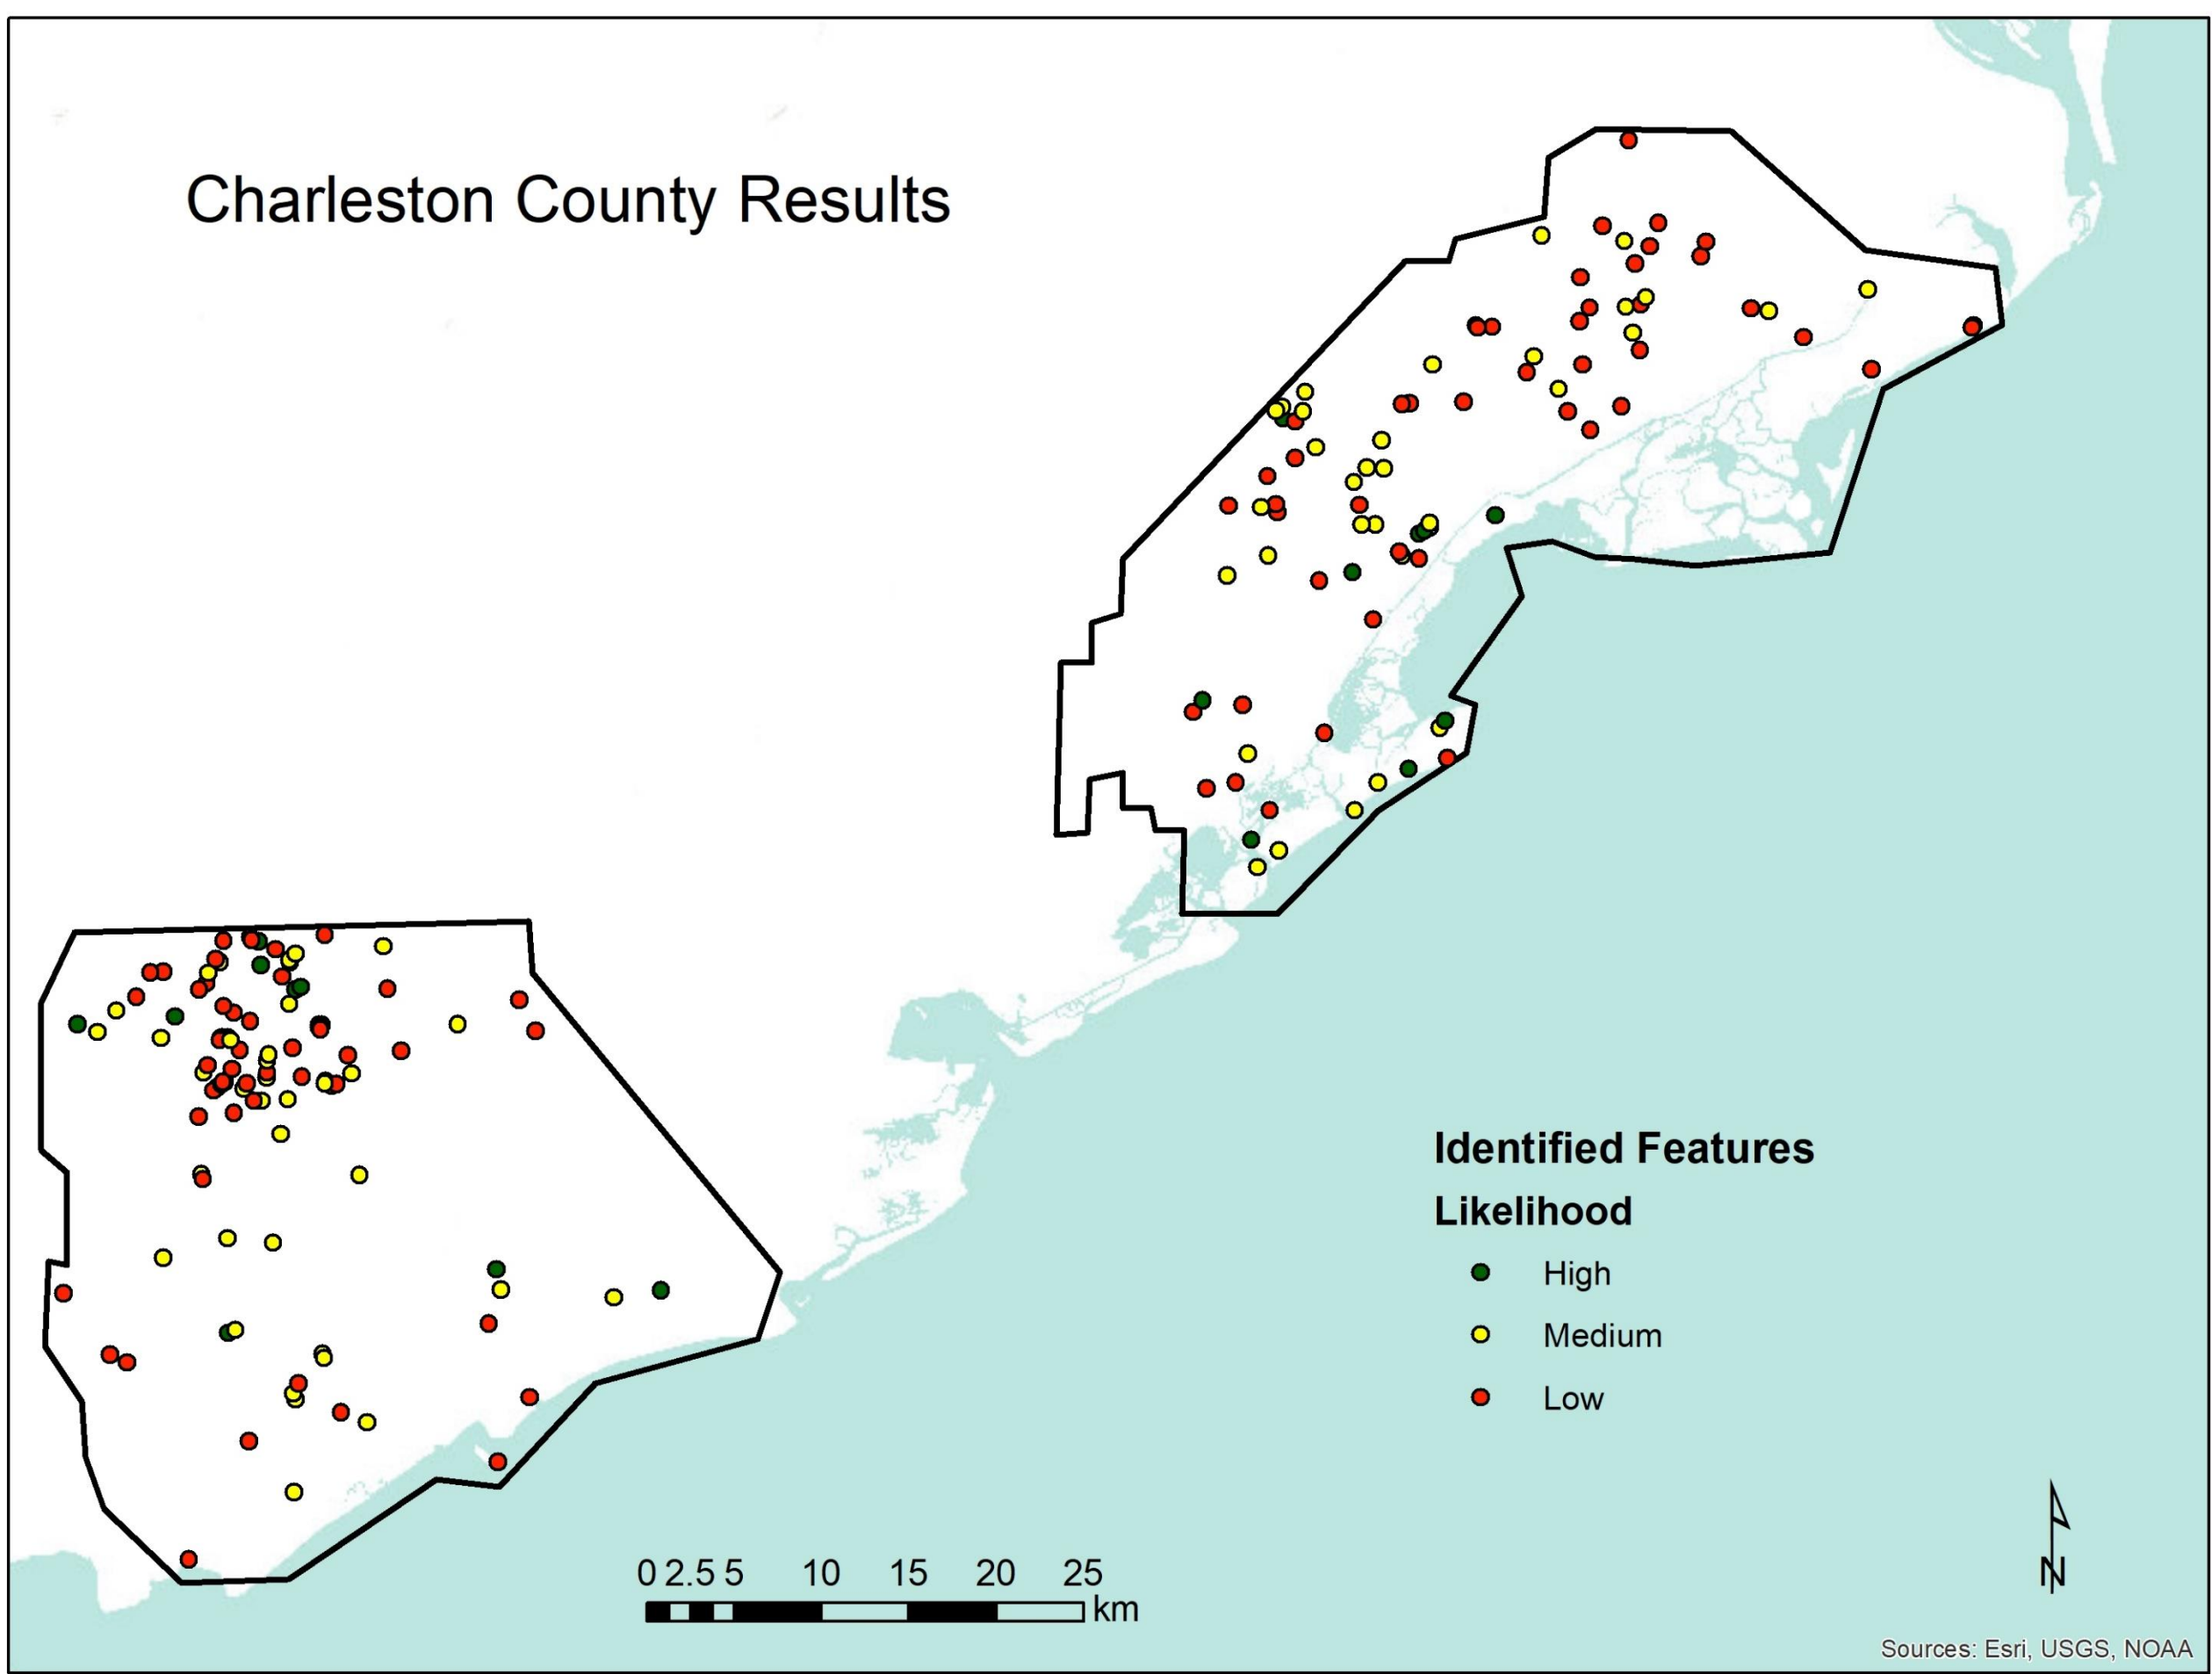 Charleston County Results
Identified Features
Likelihood
High
Medium
Low
0 2.5 5 10 15 20 25
km
N
Sources: Esri, USGS, NOAA